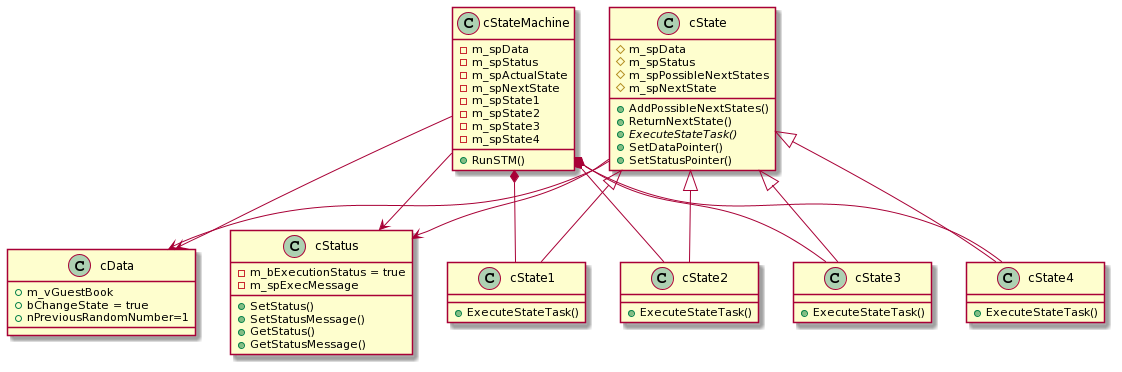 C cStateMachine
m_spData
m_spStatus
m_spActualState
m_spNextState
m_spState1
m_spState2
m_spState3
m_spState4
RunSTM()
C cState
m_spData
m_spStatus
m_spPossibleNextStates
m_spNextState
AddPossibleNextStates()
ReturnNextState()
ExecuteStateTask()
SetDataPointer()
SetStatusPointer()
C cData
m_vGuestBook
bChangeState = true
nPreviousRandomNumber=1
C cStatus
m_bExecutionStatus = true
m_spExecMessage
SetStatus()
SetStatusMessage()
GetStatus()
GetStatusMessage()
C cState1
ExecuteStateTask()
C cState2
ExecuteStateTask()
C cState3
ExecuteStateTask()
C cState4
ExecuteStateTask()